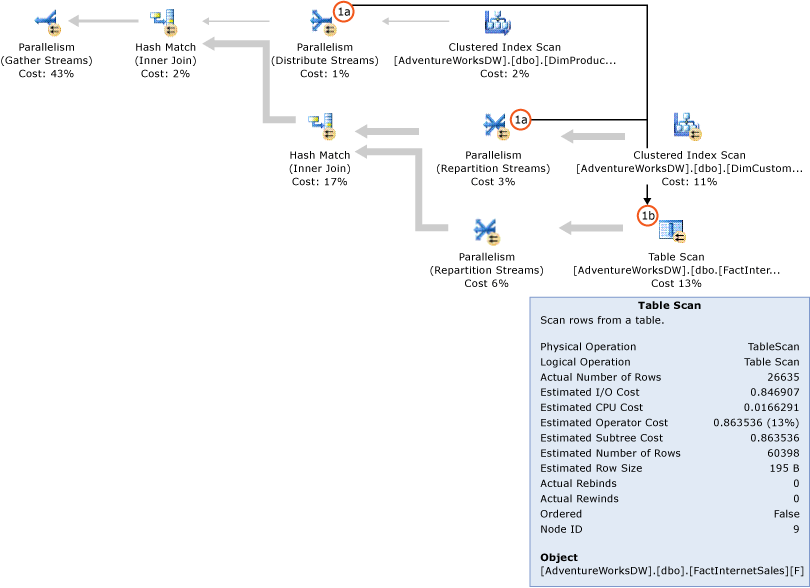 1a
Parallelism
(Gather Streams)
Cost: 43%
Hash Match
(Inner Join)
Cost: 2%
Parallelism
(Distribute Streams)
Cost: 1%
Clustered Index Scan
[AdventureWorksDW].[dbo].[DimProduc...
Cost: 2%
1a
Hash Match
(Inner Join)
Cost: 17%
Parallelism
(Repartition Streams)
Cost 3%
Clustered Index Scan
[AdventureWorksDW].[dbo].[DimCustom...
Cost: 11%
1b
Parallelism
(Repartition Streams)
Cost 6%
Table Scan
[AdventureWorksDW].[dbo.[FactInter...
Cost 13%
Table Scan
Scan rows from a table.
Physical Operation TableScan
Logical Operation Table Scan
Actual Number of Rows 26635
Estimated I/O Cost 0.846907
Estimated CPU Cost 0.0166291
Estimated Operator Cost 0.863536 (13%)
Estimated Subtree Cost 0.863536
Estimated Number of Rows 60398
Estimated Row Size 195 B
Actual Rebinds 0
Actual Rewinds 0
Ordered False
Node ID 9
Object
[AdventureWorksDW].[dbo].[FactInternetSales][F]